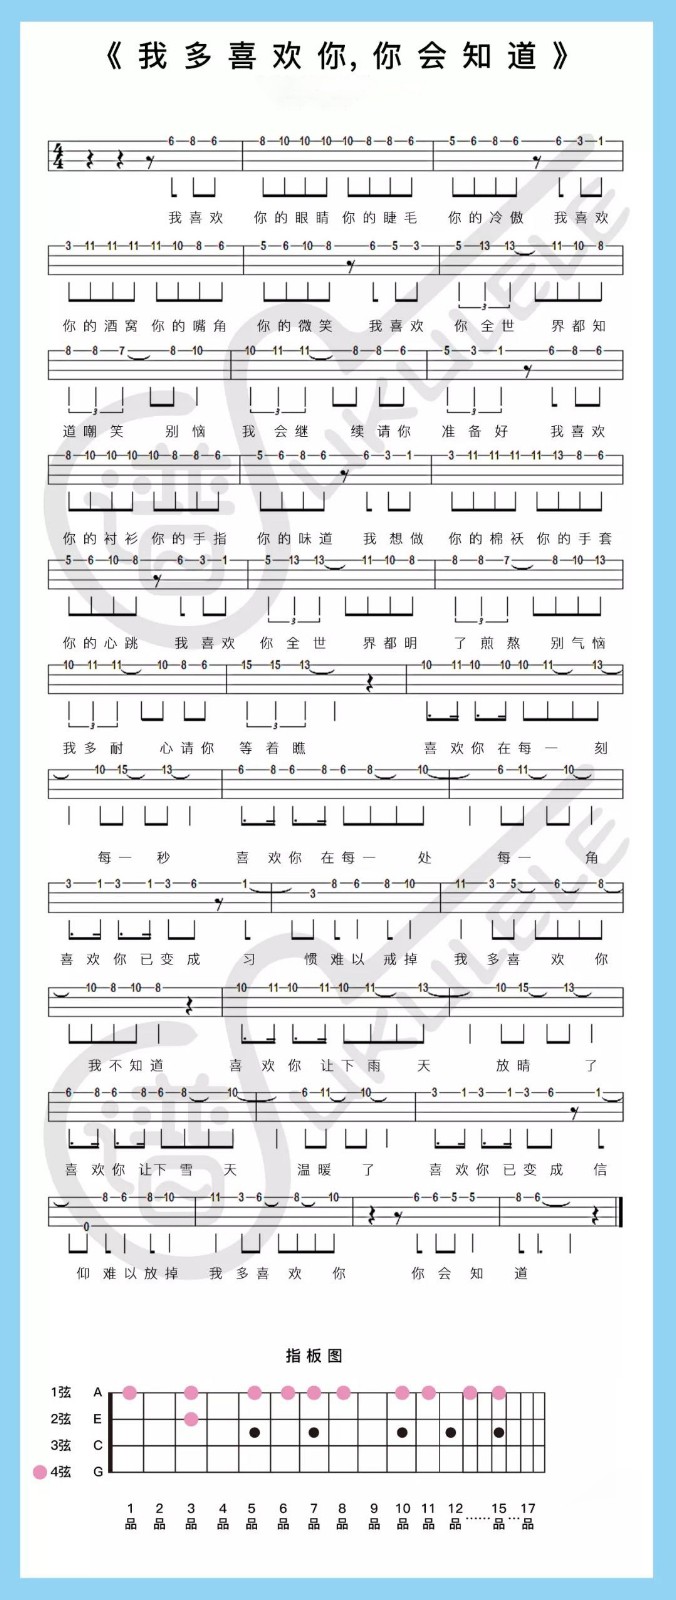 《我多喜欢你，你会知道》
4 4 6 8 6 8 10 10 10 10 8 8 6 5 6 8 6 6 3 1
我喜欢 你的眼睛 你的睫毛 你的冷傲 我喜欢
3 11 11 11 11 10 8 6 5 6 10 8 6 5 3 5 13 13 11 10 8
3
你的酒窝 你的嘴角 你的微笑 我喜欢 你全世 界都知
8 8 7 8 10 10 11 11 8 8 6 5 3 1 6 8 6
3 3 3
道嘲笑 别恼 我会继 续请你 准备好 我喜欢
8 10 10 10 10 8 8 6 5 6 8 6 6 3 1 3 11 11 11 11 13 8 6
你的衬衫 你的手指 你的味道 我想做 你的棉袄 你的手套
5 6 10 8 6 3 1 5 13 13 11 10 8 8 8 7 8 10 13
3 3
你的心跳 我喜欢 你全世 界都明 了煎熬 别气恼
10 11 11 10 8 6 15 15 13 10 11 10 10 10 11 13
3 3
我多耐 心请你 等着瞧 喜欢你在每一刻
10 15 13 6 8 6 8 6 8 10 6 11 10
每一秒 喜欢你在每一处 每一角
3 1 3 1 3 6 1 3 8 6 8 10 11 3 5 6 8
喜欢你已变成习 惯难以戒掉 我多喜欢你
10 8 10 8 10 11 10 11 10 11 13 10 15 13
我不知道 喜欢你让下雨天 放晴了
6 8 6 8 6 8 10 6 11 10 3 1 3 1 3 6 1
喜欢你让下雪天 温暖了 喜欢你已变成信
0 8 6 8 10 11 3 6 8 10 6 6 5 5 8 6
仰难以放掉 我多喜欢你 你会知道
指板图
1弦 A
2弦 E
3弦 C
4弦 G
1 2 3 4 5 6 7 8 9 10 11 12 ······ 15 ··· 17
品 品 品 品 品 品 品 品 品 品 品 品 品 品
谱
UKULELE
谱
UKULELE